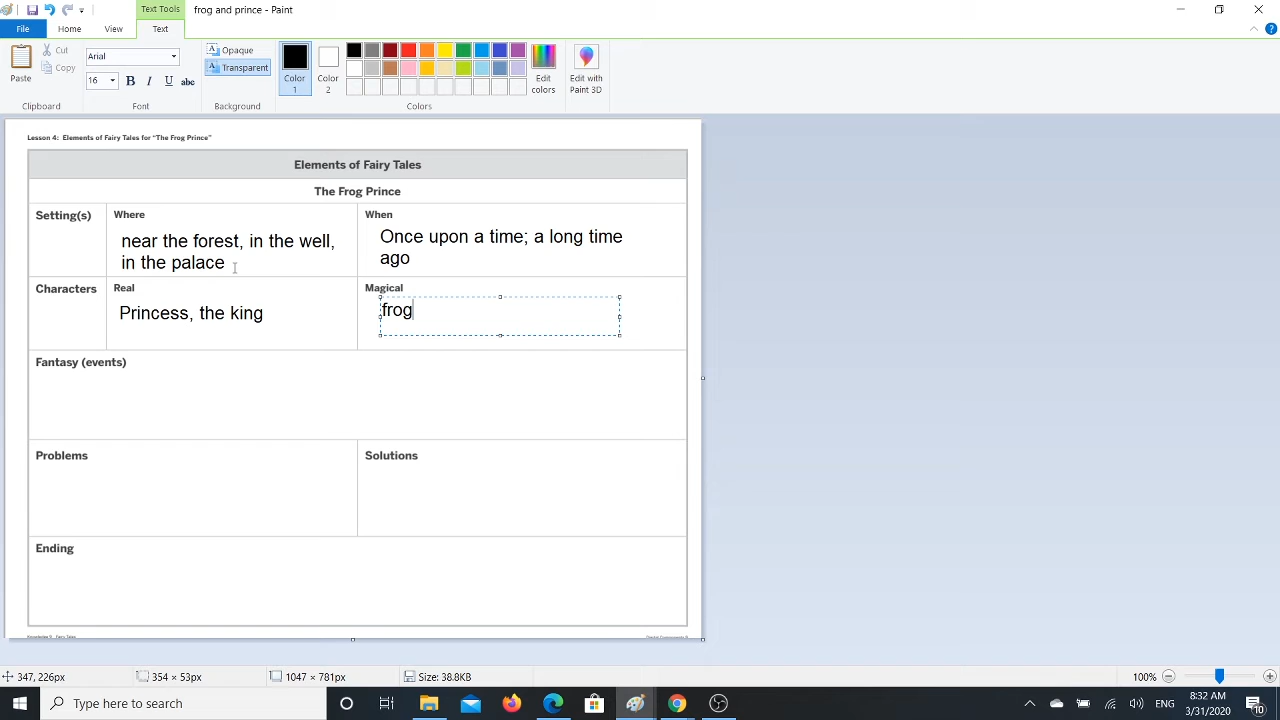 Text Tools
frog and prince - Paint
File
Home
View
Text
Paste
Cut
Copy
Clipboard
Arial
16
B I U abc
Font
Opaque
Transparent
Background
Color 1
Color 2
Edit colors
Colors
Edit with Paint 3D
Lesson 4: Elements of Fairy Tales for "The Frog Prince"
Elements of Fairy Tales
The Frog Prince
Setting(s)
Where
near the forest, in the well,
in the palace
When
Once upon a time; a long time
ago
Characters
Real
Princess, the king
Magical
frog
Fantasy (events)
Problems
Solutions
Ending
347, 226px
354 × 53px
1047 × 781px
Size: 38.8KB
100%
Type here to search
ENG
8:32 AM
3/31/2020